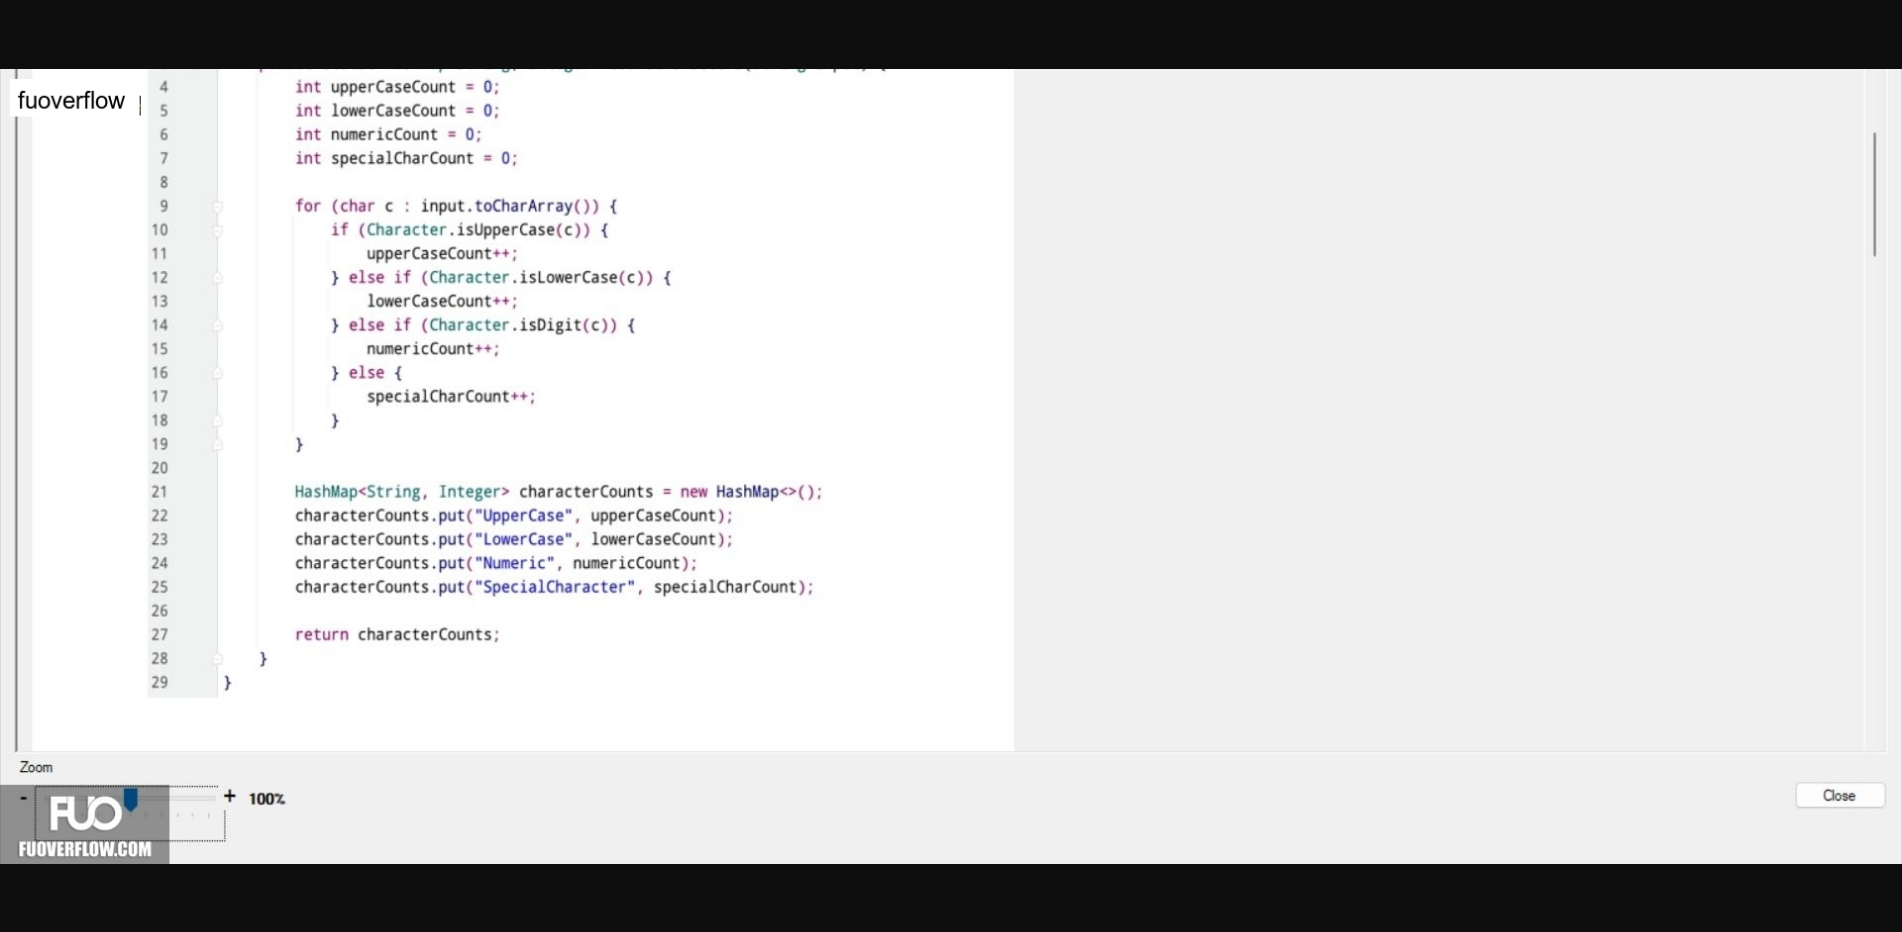 fuoverflow
4 int upperCaseCount = 0;
5 int lowerCaseCount = 0;
6 int numericCount = 0;
7 int specialCharCount = 0;
8
9 for (char c : input.toCharArray()) {
10 if (Character.isUpperCase(c)) {
11 upperCaseCount++;
12 } else if (Character.isLowerCase(c)) {
13 lowerCaseCount++;
14 } else if (Character.isDigit(c)) {
15 numericCount++;
16 } else {
17 specialCharCount++;
18 }
19 }
20
21 HashMap<String, Integer> characterCounts = new HashMap<>();
22 characterCounts.put("UpperCase", upperCaseCount);
23 characterCounts.put("LowerCase", lowerCaseCount);
24 characterCounts.put("Numeric", numericCount);
25 characterCounts.put("SpecialCharacter", specialCharCount);
26
27 return characterCounts;
28 }
29 }
Zoom
- + 100%
Close
FUO
FUOVERFLOW.COM